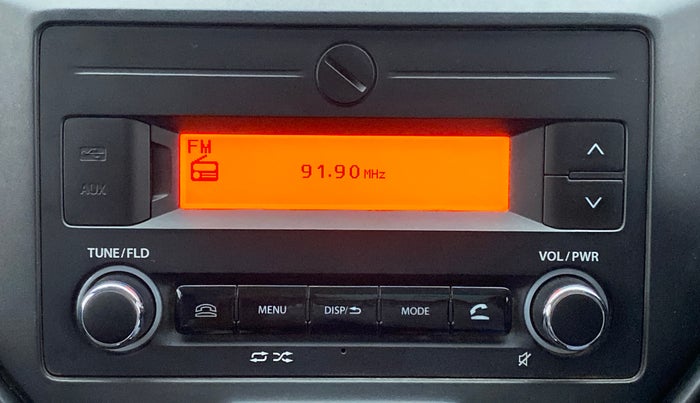 FM
91.90 MHz
AUX
TUNE/FLD
VOL/PWR
MENU
DISP/
MODE